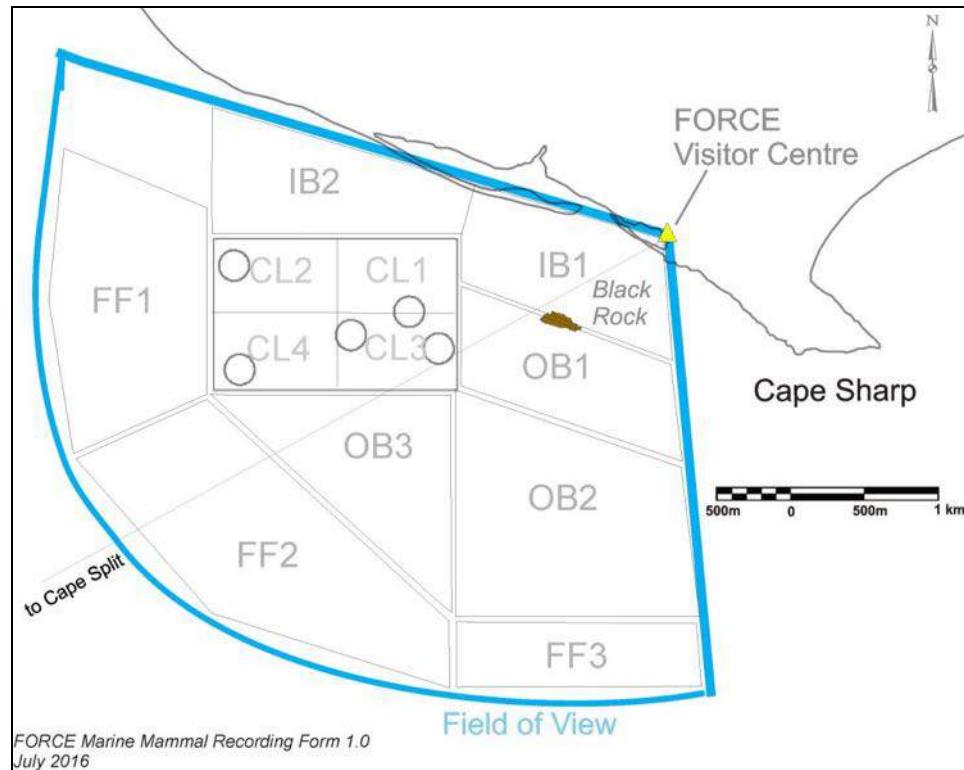 N
FORCE
Visitor Centre
IB2
IB1
CL2
CL1
Black
Rock
FF1
CL4
CL3
OB1
Cape Sharp
OB3
OB2
500m 0 500m 1 km
FF2
to Cape Split
FF3
Field of View
FORCE Marine Mammal Recording Form 1.0
July 2016